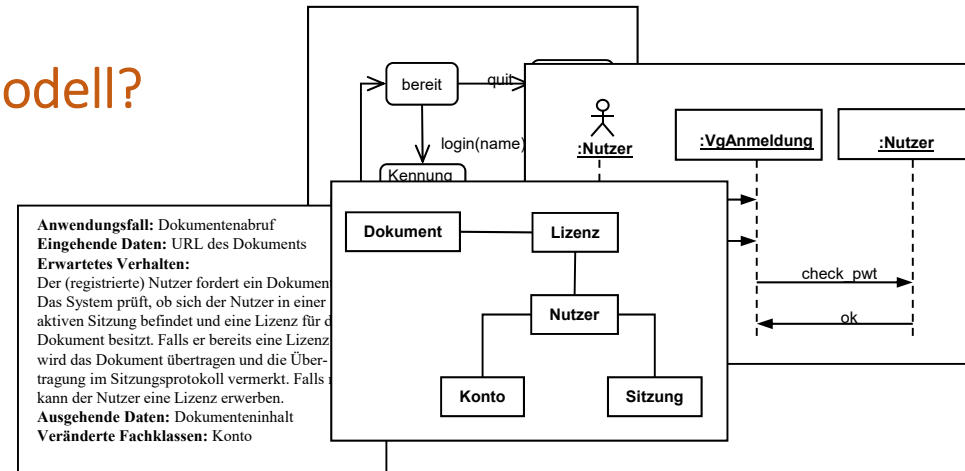 odell?
bereit
quit
login(name)
Kennung
:Nutzer
:VgAnmeldung
:Nutzer
check_pwt
ok
Dokument
Lizenz
Nutzer
Konto
Sitzung
Anwendungsfall: Dokumentenabruf
Eingehende Daten: URL des Dokuments
Erwartetes Verhalten:
Der (registrierte) Nutzer fordert ein Dokumen
Das System prüft, ob sich der Nutzer in einer
aktiven Sitzung befindet und eine Lizenz für d
Dokument besitzt. Falls er bereits eine Lizenz
wird das Dokument übertragen und die Über-
tragung im Sitzungsprotokoll vermerkt. Falls
kann der Nutzer eine Lizenz erwerben.
Ausgehende Daten: Dokumenteninhalt
Veränderte Fachklassen: Konto